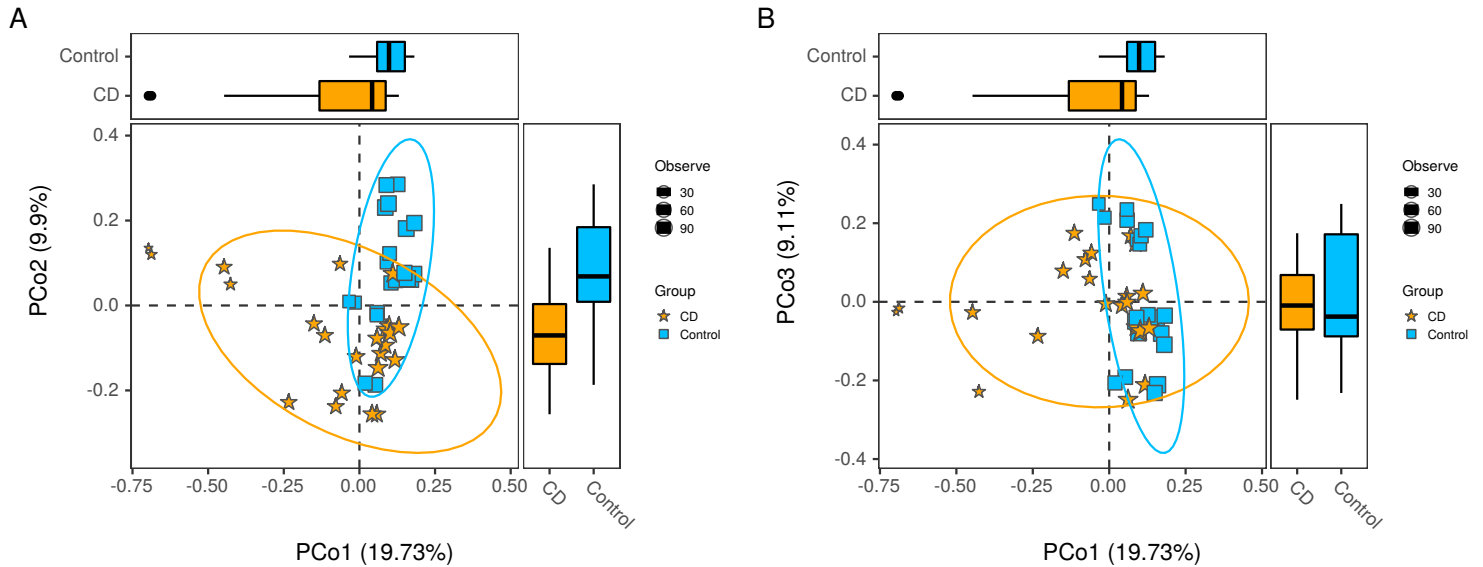 A
Control
CD
0.4
0.2
0.0
-0.2
PCo2 (9.9%)
-0.75
-0.50
-0.25
0.00
0.25
0.50
PCo1 (19.73%)
CD
Control
Observe
30
60
90
Group
CD
Control
B
Control
CD
0.4
0.2
0.0
-0.2
-0.4
PCo3 (9.11%)
-0.75
-0.50
-0.25
0.00
0.25
0.50
PCo1 (19.73%)
CD
Control
Observe
30
60
90
Group
CD
Control